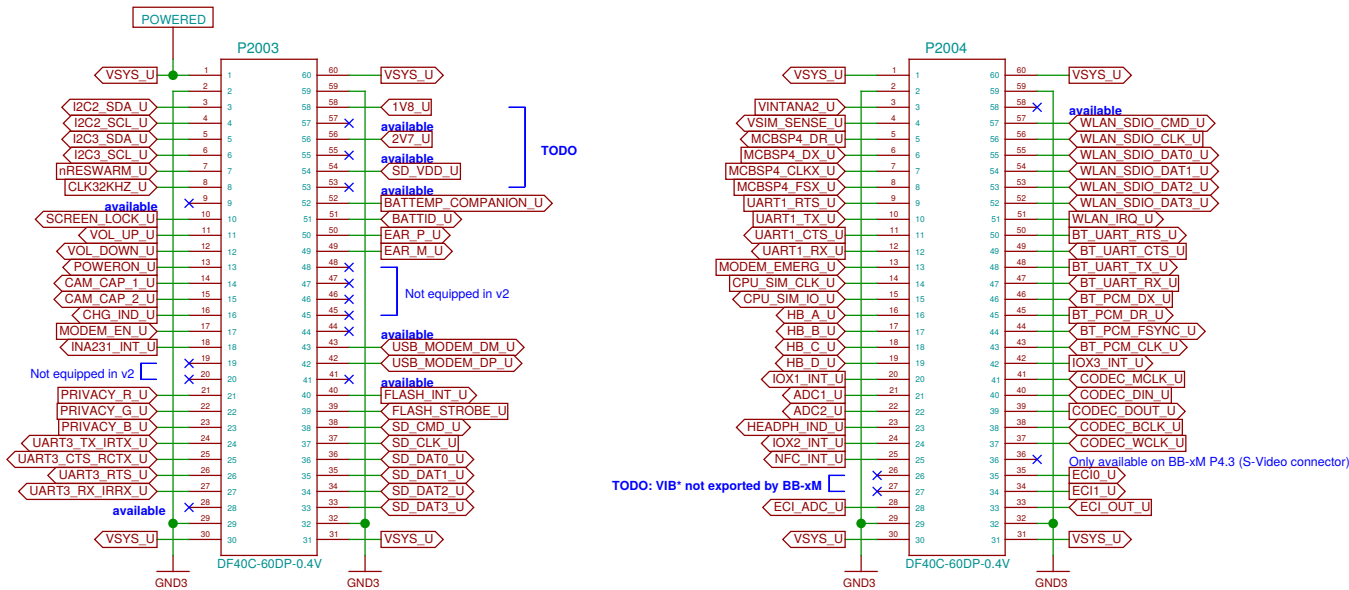 POWERED
P2003
VSYS_U 1 1 60 60 VSYS_U
2 2 59 59
I2C2_SDA_U 3 3 58 58 1V8_U
I2C2_SCL_U 4 4 57 57
available
I2C3_SDA_U 5 5 56 56 2V7_U
I2C3_SCL_U 6 6 55 55
available
TODO
nRESWARM_U 7 7 54 54 SD_VDD_U
CLK32KHZ_U 8 8 53 53
available
9 9 52 52 BATTEMP_COMPANION_U
available
SCREEN_LOCK_U 10 10 51 51 BATTID_U
VOL_UP_U 11 11 50 50 EAR_P_U
VOL_DOWN_U 12 12 49 49 EAR_M_U
POWERON_U 13 13 48 48
CAM_CAP_1_U 14 14 47 47
Not equipped in v2
CAM_CAP_2_U 15 15 46 46
CHG_IND_U 16 16 45 45
MODEM_EN_U 17 17 44 44
available
INA231_INT_U 18 18 43 43 USB_MODEM_DM_U
19 19 42 42 USB_MODEM_DP_U
Not equipped in v2
20 20 41 41
available
PRIVACY_R_U 21 21 40 40 FLASH_INT_U
PRIVACY_G_U 22 22 39 39 FLASH_STROBE_U
PRIVACY_B_U 23 23 38 38 SD_CMD_U
UART3_TX_IRTX_U 24 24 37 37 SD_CLK_U
UART3_CTS_RCTX_U 25 25 36 36 SD_DAT0_U
UART3_RTS_U 26 26 35 35 SD_DAT1_U
UART3_RX_IRRX_U 27 27 34 34 SD_DAT2_U
28 28 33 33 SD_DAT3_U
available
29 29 32 32
VSYS_U 30 30 31 31 VSYS_U
DF40C-60DP-0.4V
GND3 GND3
P2004
VSYS_U 1 1 60 60 VSYS_U
2 2 59 59
VINTANA2_U 3 3 58 58
available
VSIM_SENSE_U 4 4 57 57 WLAN_SDIO_CMD_U
MCBSP4_DR_U 5 5 56 56 WLAN_SDIO_CLK_U
MCBSP4_DX_U 6 6 55 55 WLAN_SDIO_DAT0_U
MCBSP4_CLKX_U 7 7 54 54 WLAN_SDIO_DAT1_U
MCBSP4_FSX_U 8 8 53 53 WLAN_SDIO_DAT2_U
UART1_RTS_U 9 9 52 52 WLAN_SDIO_DAT3_U
UART1_TX_U 10 10 51 51 WLAN_IRQ_U
UART1_CTS_U 11 11 50 50 BT_UART_RTS_U
UART1_RX_U 12 12 49 49 BT_UART_CTS_U
MODEM_EMERG_U 13 13 48 48 BT_UART_TX_U
CPU_SIM_CLK_U 14 14 47 47 BT_UART_RX_U
CPU_SIM_IO_U 15 15 46 46 BT_PCM_DX_U
HB_A_U 16 16 45 45 BT_PCM_DR_U
HB_B_U 17 17 44 44 BT_PCM_FSYNC_U
HB_C_U 18 18 43 43 BT_PCM_CLK_U
HB_D_U 19 19 42 42 IOX3_INT_U
IOX1_INT_U 20 20 41 41 CODEC_MCLK_U
ADC1_U 21 21 40 40 CODEC_DIN_U
ADC2_U 22 22 39 39 CODEC_DOUT_U
HEADPH_IND_U 23 23 38 38 CODEC_BCLK_U
IOX2_INT_U 24 24 37 37 CODEC_WCLK_U
NFC_INT_U 25 25 36 36 Only available on BB-xM P4.3 (S-Video connector)
26 26 35 35 ECI0_U
TODO: VIB* not exported by BB-xM
27 27 34 34 ECI1_U
ECI_ADC_U 28 28 33 33 ECI_OUT_U
29 29 32 32
VSYS_U 30 30 31 31 VSYS_U
DF40C-60DP-0.4V
GND3 GND3